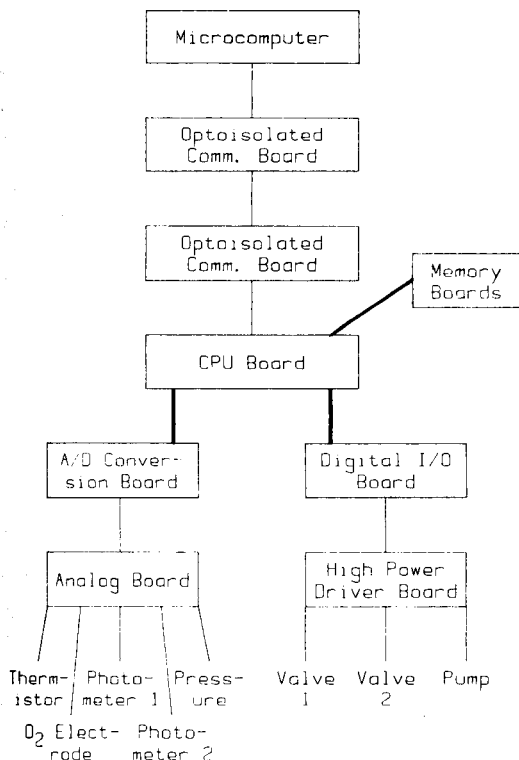 Microcomputer
Optoisolated
Comm. Board
Optoisolated
Comm. Board
Memory
Boards
CPU Board
A/D Conver-
sion Board
Digital I/O
Board
Analog Board
High Power
Driver Board
Therm-
istor
Photo-
meter 1
Press-
ure
O2 Elect-
rode
Photo-
meter 2
Valve
1
Valve
2
Pump